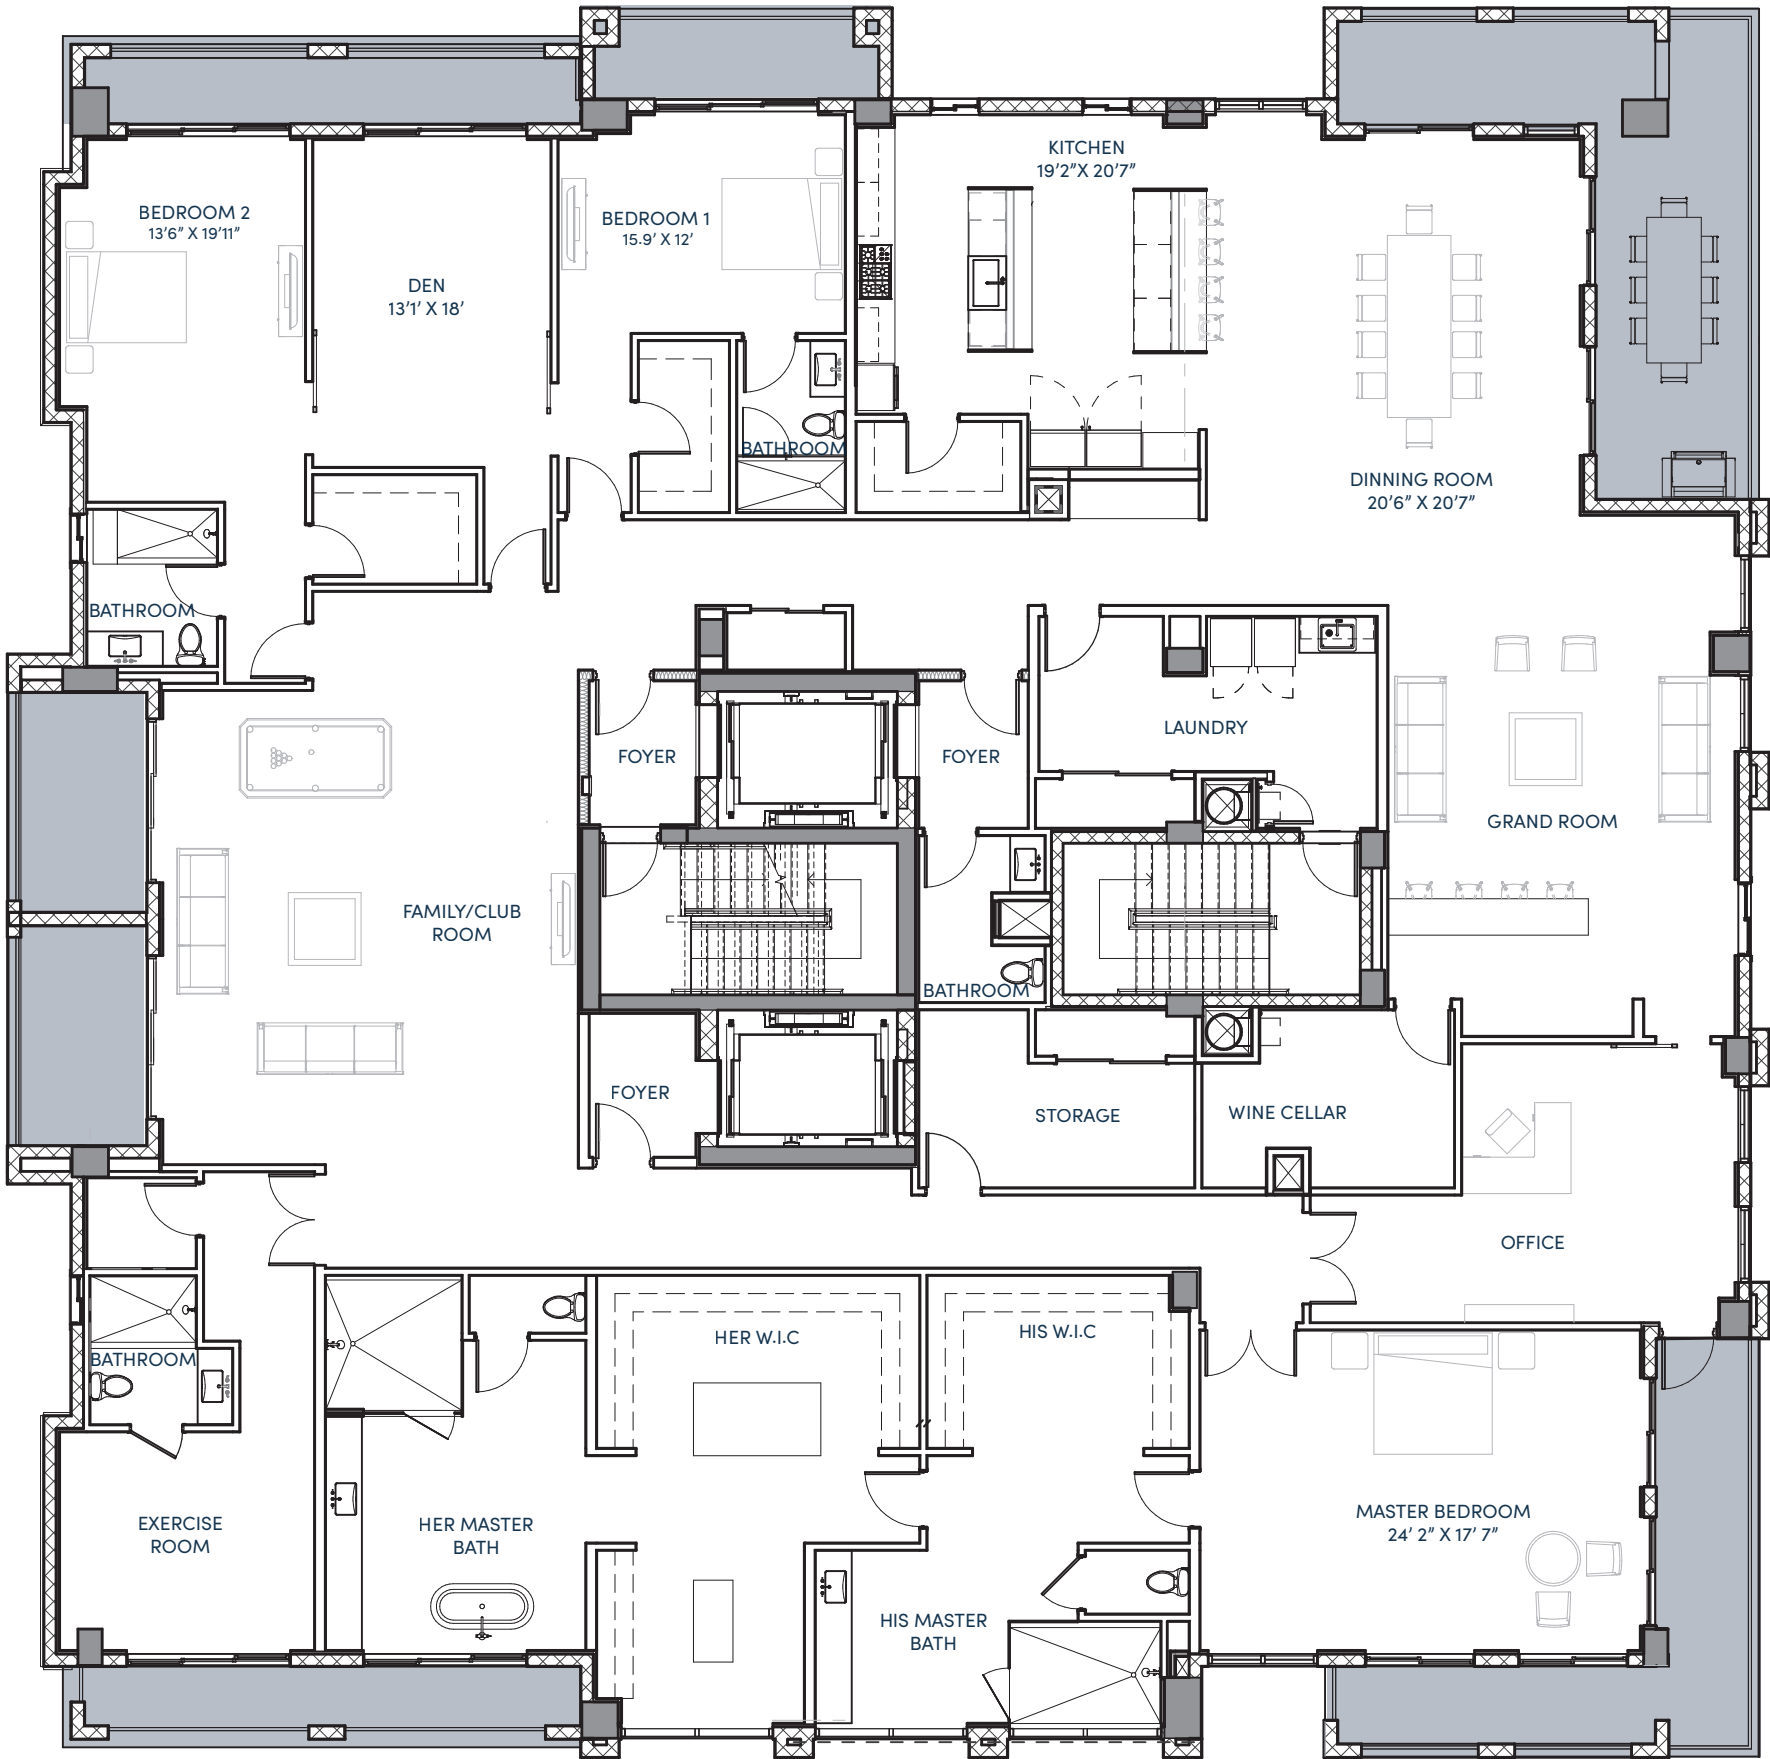 KITCHEN
19'2"X 20'7"
BEDROOM 2
13'6" X 19'11"
BEDROOM 1
15.9' X 12'
DEN
13'1' X 18'
BATHROOM
DINNING ROOM
20'6" X 20'7"
BATHROOM
LAUNDRY
FOYER
FOYER
GRAND ROOM
FAMILY/CLUB
ROOM
BATHROOM
FOYER
STORAGE
WINE CELLAR
OFFICE
HER W.I.C
HIS W.I.C
BATHROOM
EXERCISE
ROOM
HER MASTER
BATH
MASTER BEDROOM
24' 2" X 17' 7"
HIS MASTER
BATH